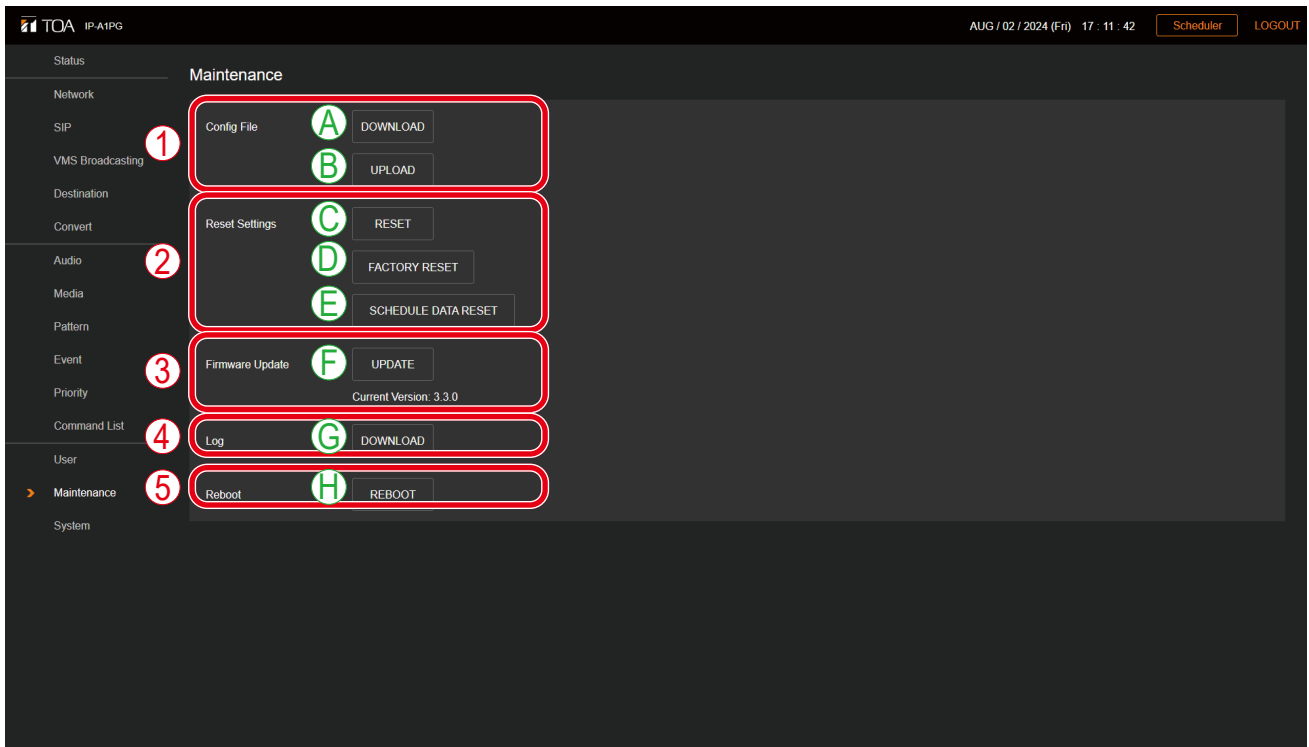 TOA IP-A1PG AUG / 02 / 2024 (Fri) 17 : 11 : 42 Scheduler LOGOUT
Status
Network
SIP
VMS Broadcasting
Destination
Convert
Audio
Media
Pattern
Event
Priority
Command List
User
Maintenance
System
Maintenance
1
Config File A DOWNLOAD
B UPLOAD
2
Reset Settings C RESET
D FACTORY RESET
E SCHEDULE DATA RESET
3
Firmware Update F UPDATE
Current Version: 3.3.0
4
Log G DOWNLOAD
5
Reboot H REBOOT